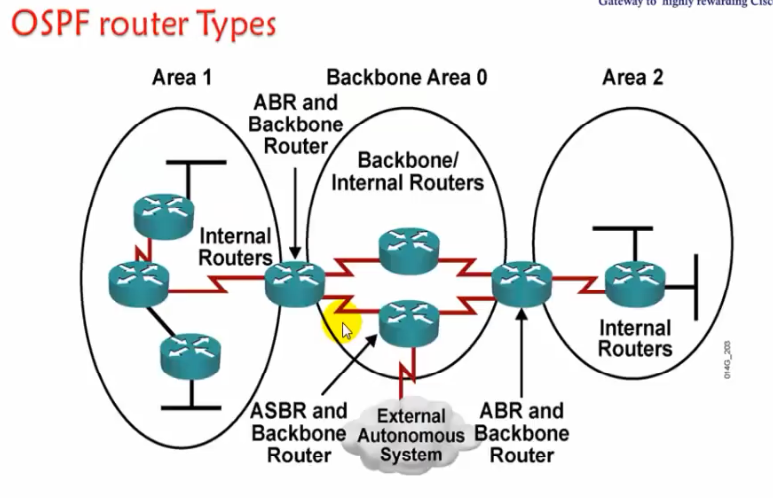 Gateway to highly rewarding Cisc
OSPF router Types
Area 1
Backbone Area 0
Area 2
ABR and
Backbone
Router
Backbone/
Internal Routers
Internal
Routers
Internal
Routers
ASBR and
Backbone
Router
External
Autonomous
System
ABR and
Backbone
Router
014G_203